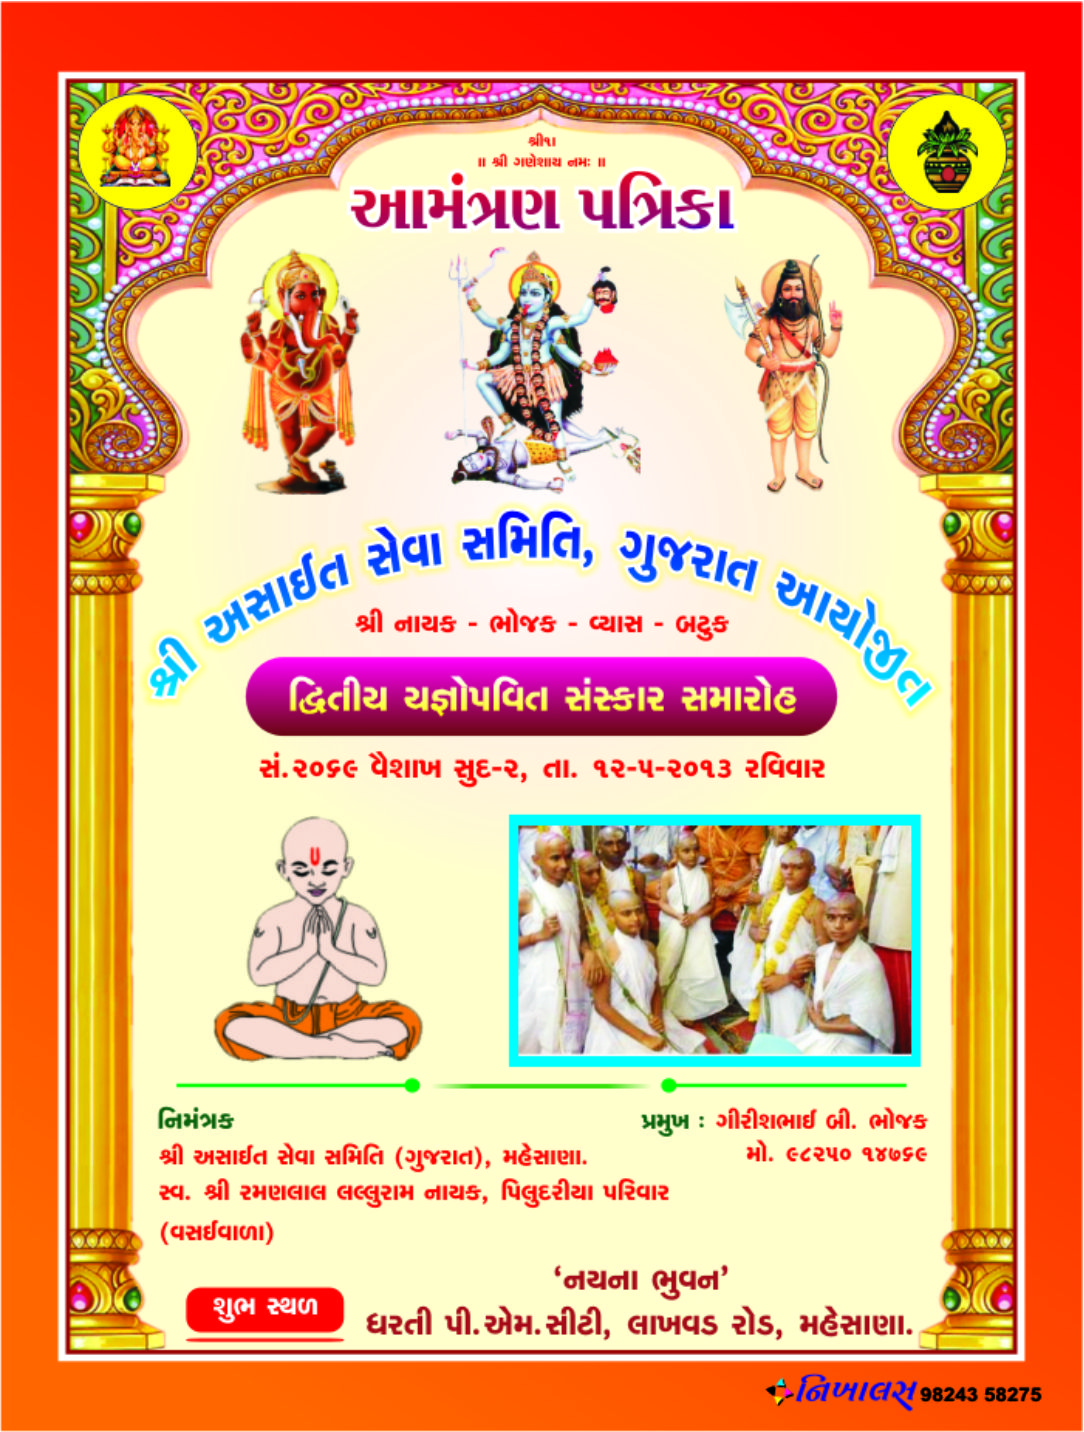 શ્રી૧।
॥ શ્રી ગણેશાય નમઃ ॥
આમંત્રણ પત્રિકા
શ્રી અસાઈત સેવા સમિતિ, ગુજરાત આયોજીત
શ્રી નાયક - ભોજક - વ્યાસ - બટુક
દ્વિતીય યજ્ઞોપવિત સંસ્કાર સમારોહ
સં.૨૦૬૯ વૈશાખ સુદ-૨, તા. ૧૨-૫-૨૦૧૩ રવિવાર
નિમંત્રક
શ્રી અસાઈત સેવા સમિતિ (ગુજરાત), મહેસાણા.
સ્વ. શ્રી રમણલાલ લલ્લુરામ નાયક, પિલુદરીયા પરિવાર
(વસઈવાળા)
પ્રમુખ : ગીરીશભાઈ બી. ભોજક
મો. ૯૮૨૫૦ ૧૪૭૬૯
શુભ સ્થળ
‘નયના ભુવન’
ધરતી પી.એમ.સીટી, લાખવડ રોડ, મહેસાણા.
નિખાલસ 98243 58275